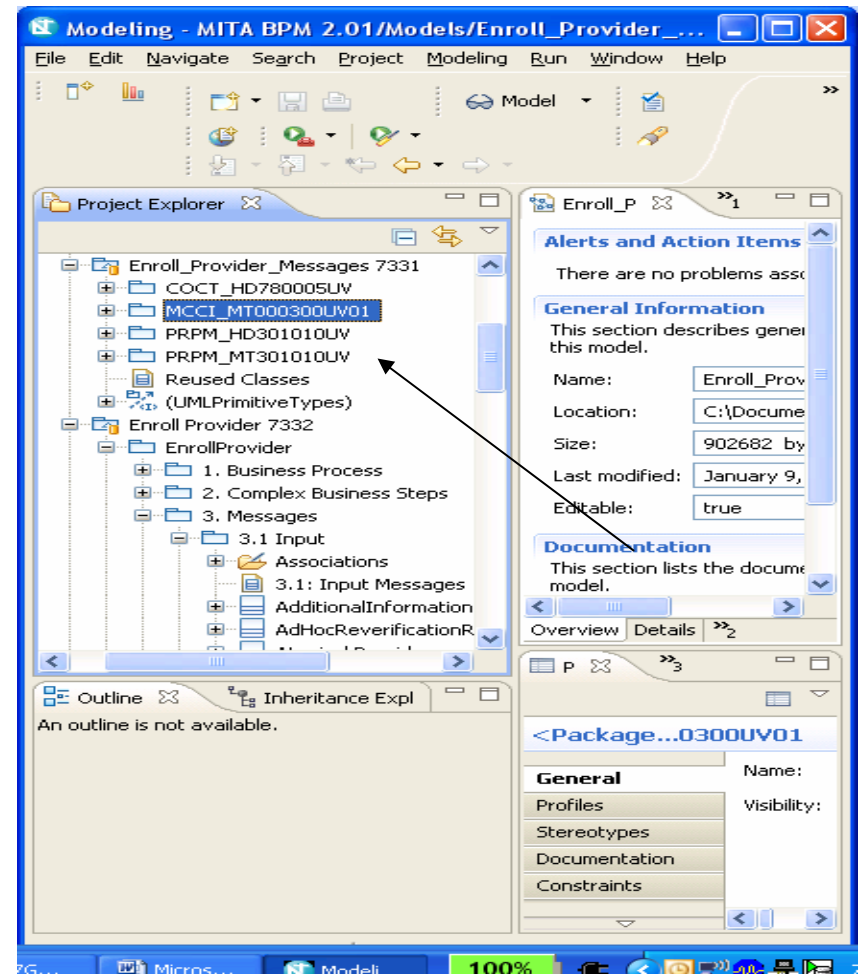 Modeling - MITA BPM 2.01/Models/Enroll_Provider_...
File Edit Navigate Search Project Modeling Run Window Help
Model
Project Explorer
Enroll_Provider_Messages 7331
COCT_HD780005UV
MCCI_MT000300UV01
PRPM_HD301010UV
PRPM_MT301010UV
Reused Classes
(UMLPrimitiveTypes)
Enroll Provider 7332
EnrollProvider
1. Business Process
2. Complex Business Steps
3. Messages
3.1 Input
Associations
3.1: Input Messages
AdditionalInformation
AdHocReverificationR
Enroll_P »1
Alerts and Action Items
There are no problems asso
General Information
This section describes gener
this model.
Name: Enroll_Prov
Location: C:\Docume
Size: 902682 by
Last modified: January 9,
Editable: true
Documentation
This section lists the docume
model.
Overview Details »2
Outline Inheritance Expl
An outline is not available.
P »3
<Package...0300UV01
General
Profiles
Stereotypes
Documentation
Constraints
Name:
Visibility:
7G... Micros... Modeli... 100%